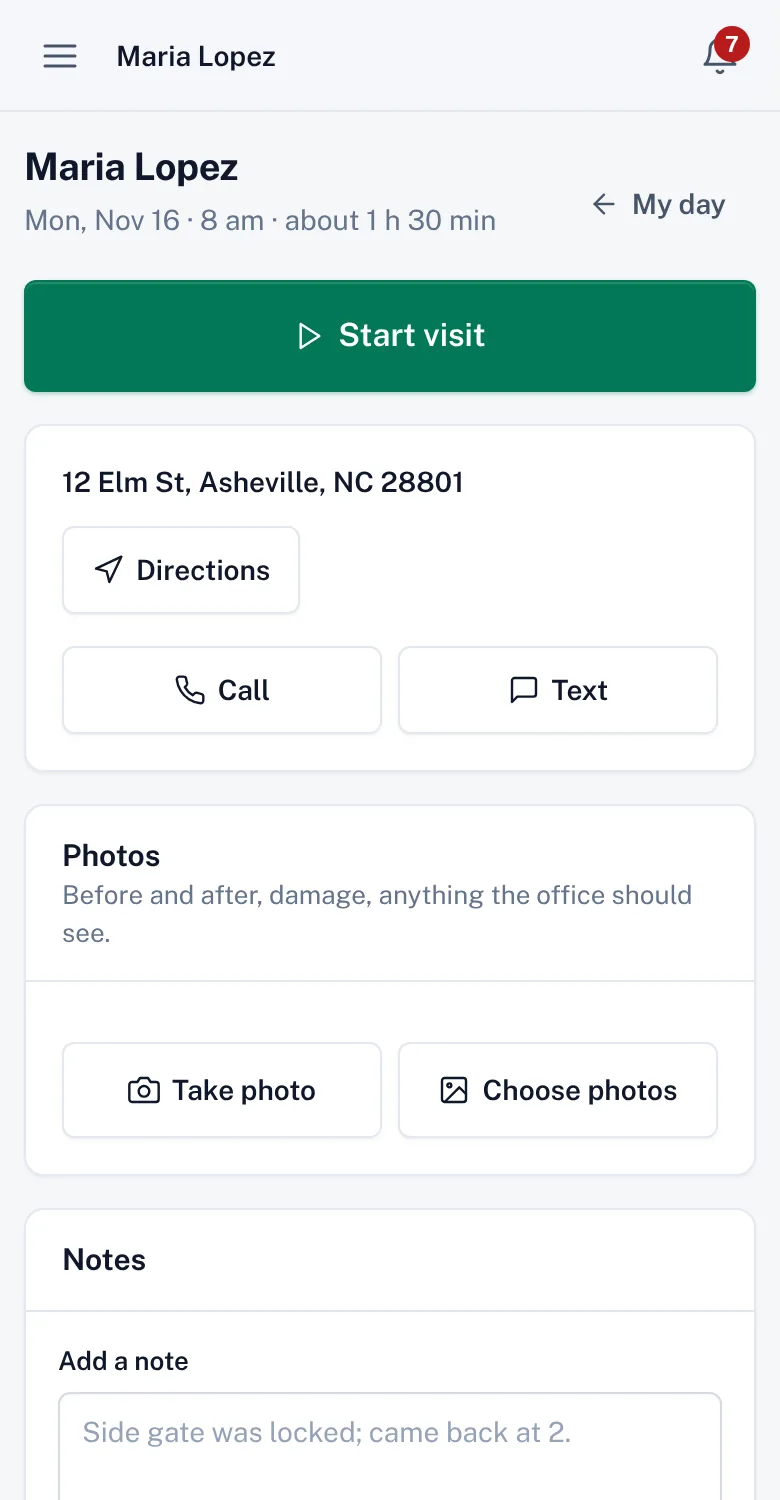 Maria Lopez
7
Maria Lopez
Mon, Nov 16 · 8 am · about 1 h 30 min
My day
Start visit
12 Elm St, Asheville, NC 28801
Directions
Call
Text
Photos
Before and after, damage, anything the office should
see.
Take photo
Choose photos
Notes
Add a note
Side gate was locked; came back at 2.